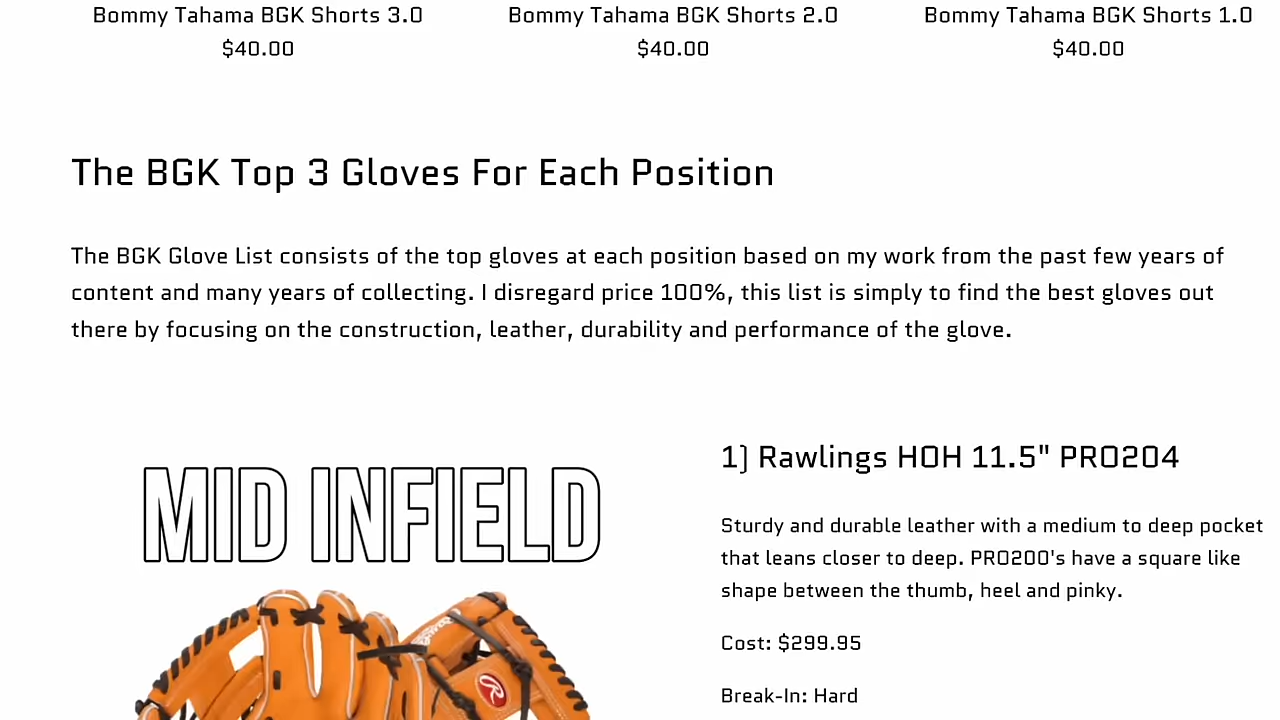 Bommy Tahama BGK Shorts 3.0
$40.00
Bommy Tahama BGK Shorts 2.0
$40.00
Bommy Tahama BGK Shorts 1.0
$40.00
The BGK Top 3 Gloves For Each Position
The BGK Glove List consists of the top gloves at each position based on my work from the past few years of
content and many years of collecting. I disregard price 100%, this list is simply to find the best gloves out
there by focusing on the construction, leather, durability and performance of the glove.
MID INFIELD
R
1) Rawlings HOH 11.5" PRO204
Sturdy and durable leather with a medium to deep pocket
that leans closer to deep. PRO200's have a square like
shape between the thumb, heel and pinky.
Cost: $299.95
Break-In: Hard